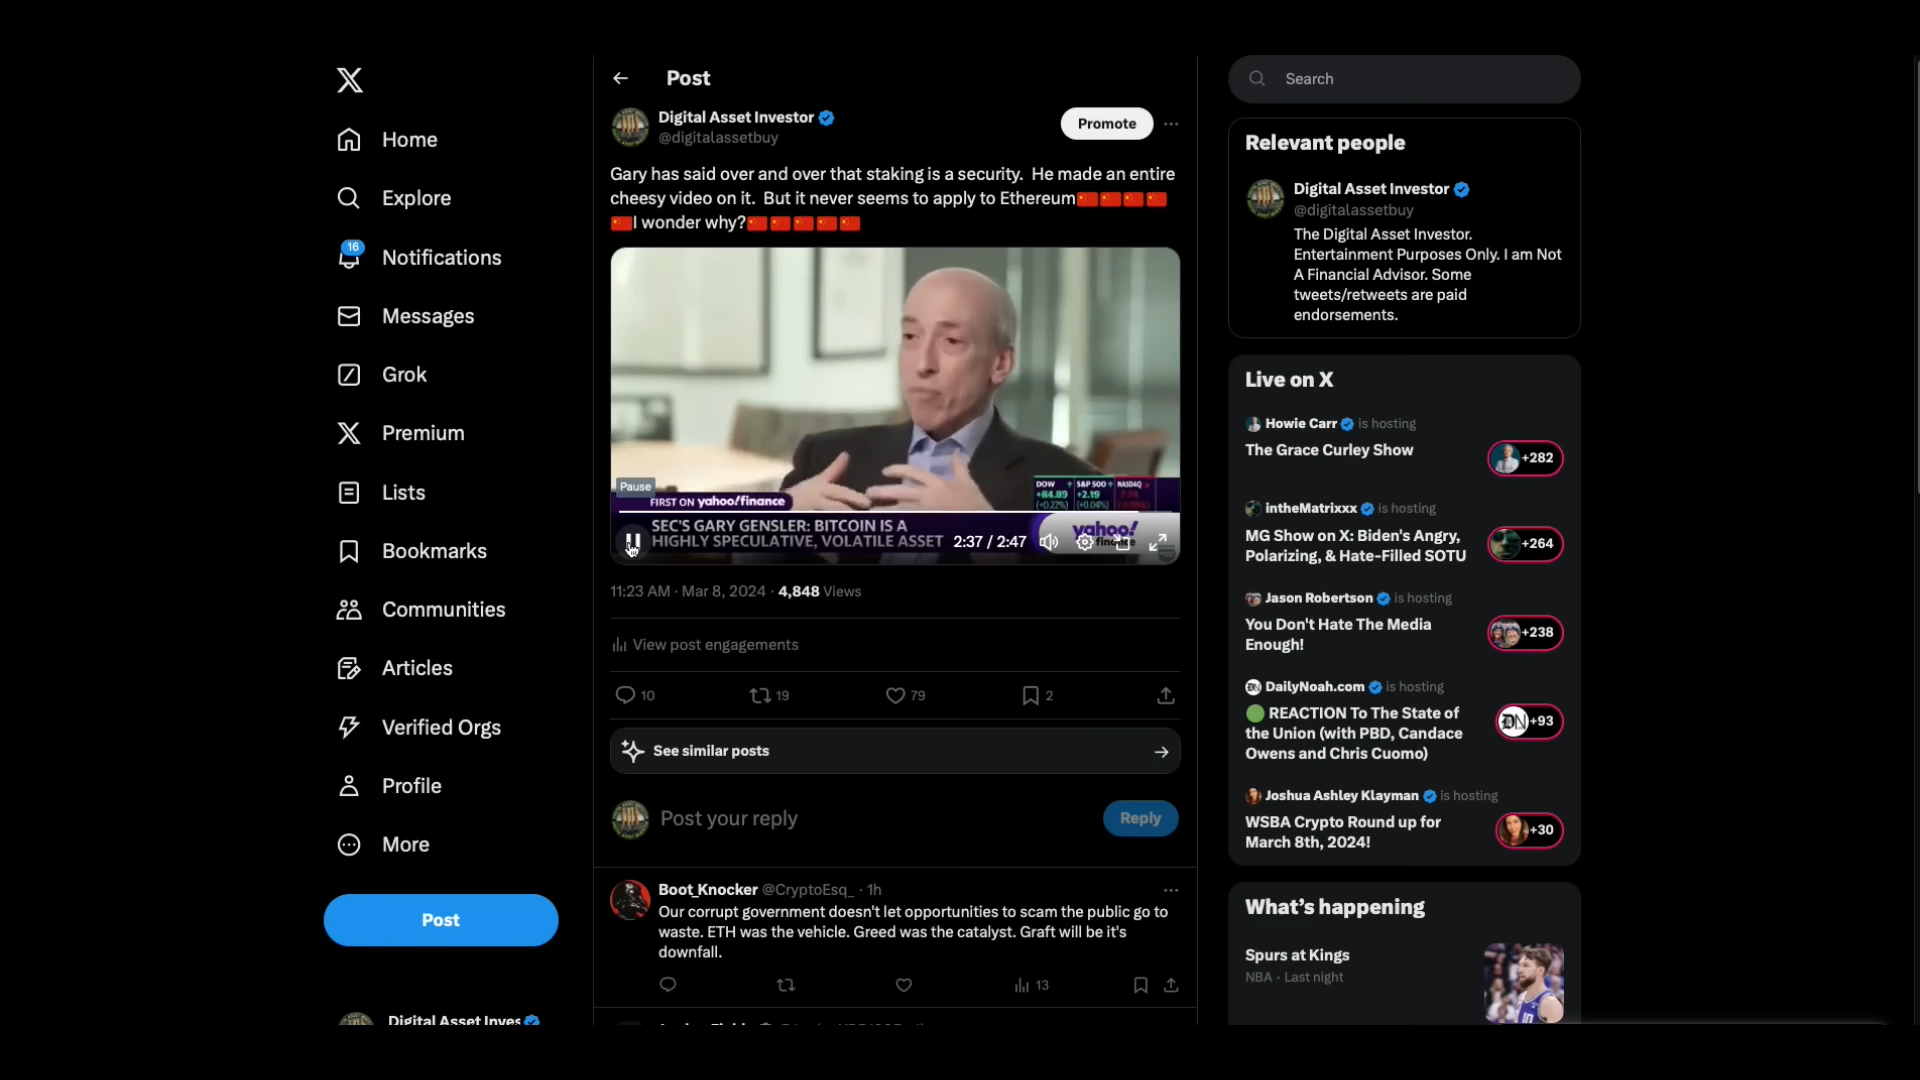 Home
Explore
16
Notifications
Messages
Grok
Premium
Lists
Bookmarks
Communities
Articles
Verified Orgs
Profile
More
Post
Digital Asset Inves
Post
Digital Asset Investor
@digitalassetbuy
Promote
Gary has said over and over that staking is a security. He made an entire
cheesy video on it. But it never seems to apply to Ethereum🇨🇳🇨🇳🇨🇳🇨🇳
🇨🇳I wonder why?🇨🇳🇨🇳🇨🇳🇨🇳🇨🇳
Pause
FIRST ON yahoo!finance
DOW
+84.89
(+0.22%)
S&P 500
+2.19
(+0.04%)
NASDAQ
SEC'S GARY GENSLER: BITCOIN IS A
HIGHLY SPECULATIVE, VOLATILE ASSET
2:37 / 2:47
yahoo!
finance
11:23 AM · Mar 8, 2024 · 4,848 Views
View post engagements
10
19
79
2
See similar posts
Post your reply
Reply
Boot_Knocker @CryptoEsq_ · 1h
Our corrupt government doesn't let opportunities to scam the public go to
waste. ETH was the vehicle. Greed was the catalyst. Graft will be it's
downfall.
13
Search
Relevant people
Digital Asset Investor
@digitalassetbuy
The Digital Asset Investor.
Entertainment Purposes Only. I am Not
A Financial Advisor. Some
tweets/retweets are paid
endorsements.
Live on X
Howie Carr is hosting
The Grace Curley Show
+282
intheMatrixxx is hosting
MG Show on X: Biden's Angry,
Polarizing, & Hate-Filled SOTU
+264
Jason Robertson is hosting
You Don't Hate The Media
Enough!
+238
DailyNoah.com is hosting
🟢 REACTION To The State of
the Union (with PBD, Candace
Owens and Chris Cuomo)
DN
+93
Joshua Ashley Klayman is hosting
WSBA Crypto Round up for
March 8th, 2024!
+30
What's happening
Spurs at Kings
NBA · Last night